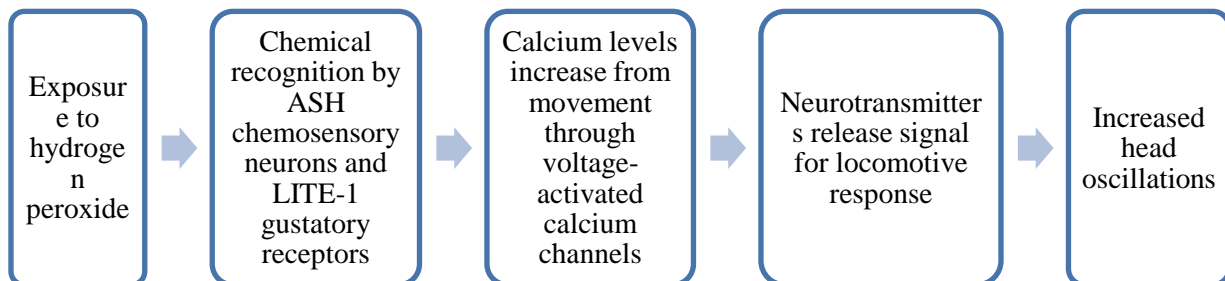 Exposur
e to
hydroge
n
peroxide
Chemical
recognition by
ASH
chemosensory
neurons and
LITE-1
gustatory
receptors
Calcium levels
increase from
movement
through
voltage-
activated
calcium
channels
Neurotransmitter
s release signal
for locomotive
response
Increased
head
oscillations